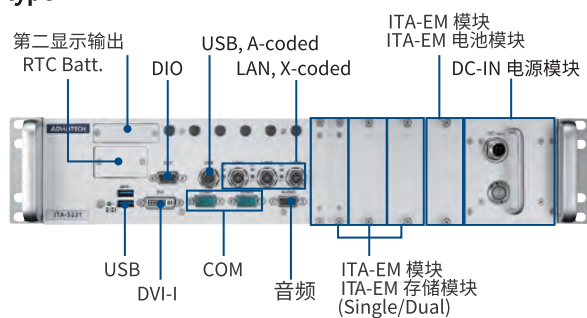 type
ITA-EM 模块
ITA-EM 电池模块
第二显示输出
RTC Batt.
DIO
USB, A-coded
LAN, X-coded
DC-IN 电源模块
ADVANTECH
ITA-5221
USB
DVI-I
COM
音频
ITA-EM 模块
ITA-EM 存储模块
(Single/Dual)